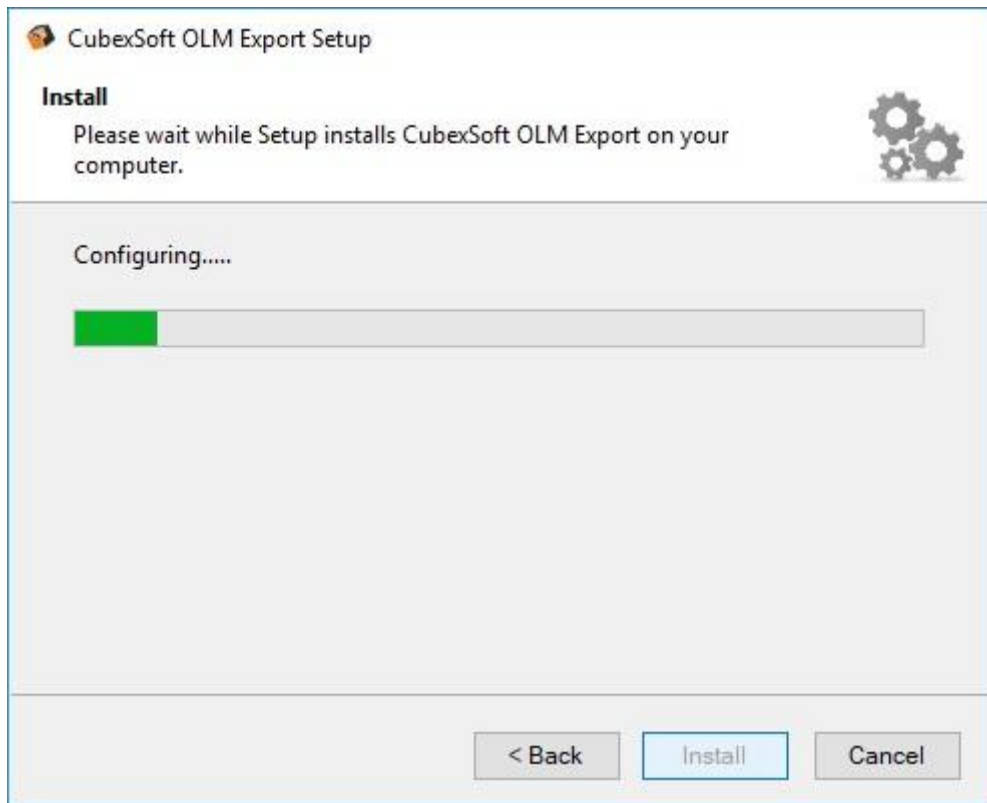 CubexSoft OLM Export Setup
Install
Please wait while Setup installs CubexSoft OLM Export on your
computer.
Configuring.....
< Back
Install
Cancel